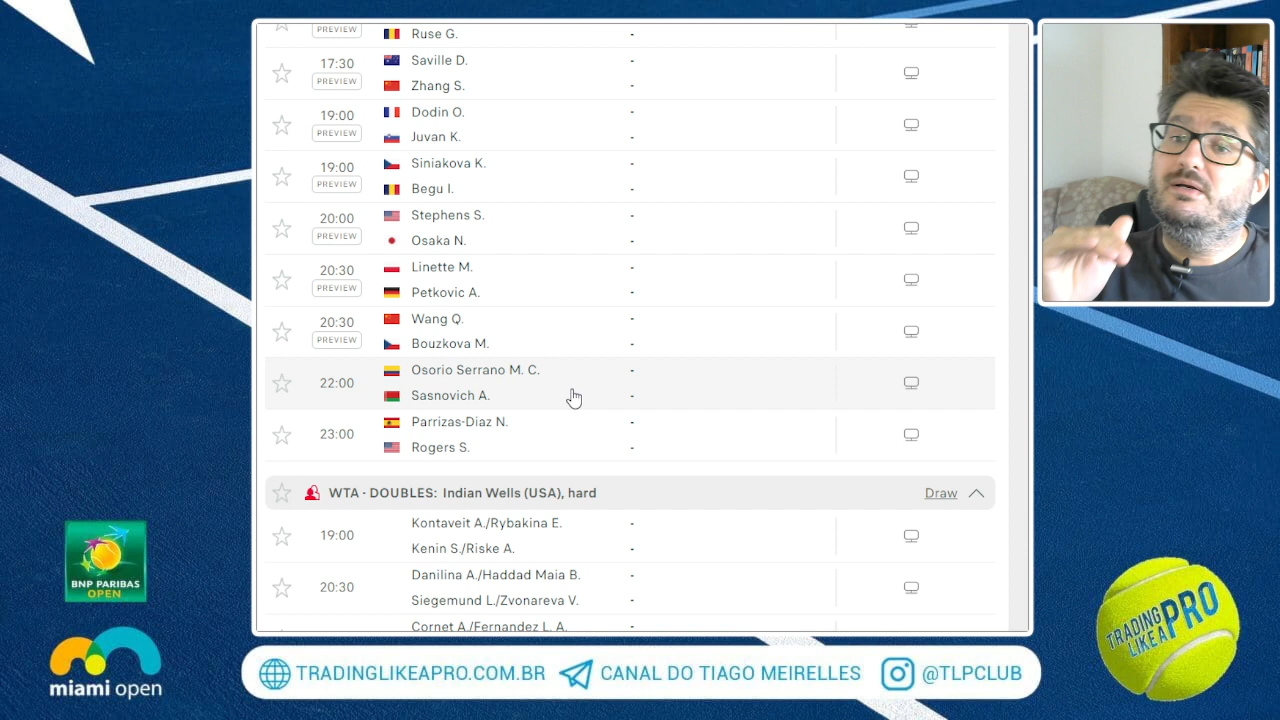 PREVIEW
Ruse G. -
17:30 Saville D. -
PREVIEW Zhang S. -
19:00 Dodin O. -
PREVIEW Juvan K. -
19:00 Siniakova K. -
PREVIEW Begu I. -
20:00 Stephens S. -
PREVIEW Osaka N. -
20:30 Linette M. -
PREVIEW Petkovic A. -
20:30 Wang Q. -
PREVIEW Bouzkova M. -
22:00 Osorio Serrano M. C. -
Sasnovich A. -
23:00 Parrizas-Diaz N. -
Rogers S. -
WTA - DOUBLES: Indian Wells (USA), hard Draw
19:00 Kontaveit A./Rybakina E. -
Kenin S./Riske A. -
20:30 Danilina A./Haddad Maia B. -
Siegemund L./Zvonareva V. -
Cornet A./Fernandez L. A. -
BNP PARIBAS
OPEN
miami open
TRADING
LIKE A
PRO
TRADINGLIKEAPRO.COM.BR CANAL DO TIAGO MEIRELLES @TLPCLUB